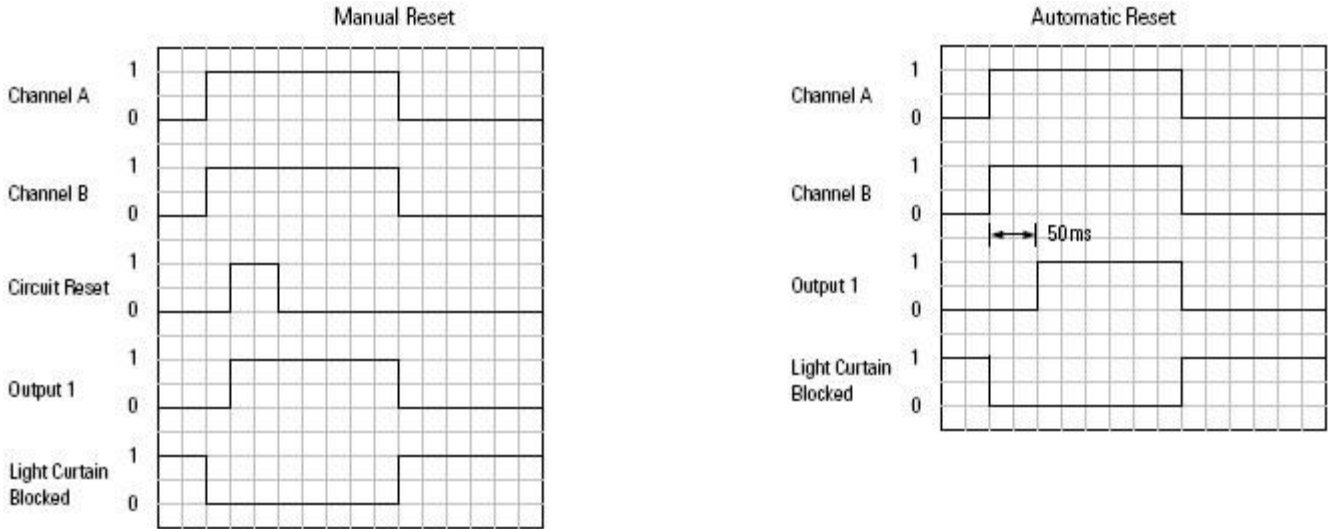 Manual Reset
Channel A
1
0
Channel B
1
0
Circuit Reset
1
0
Output 1
1
0
Light Curtain
Blocked
1
0
Automatic Reset
Channel A
1
0
Channel B
1
0
50 ms
Output 1
1
0
Light Curtain
Blocked
1
0